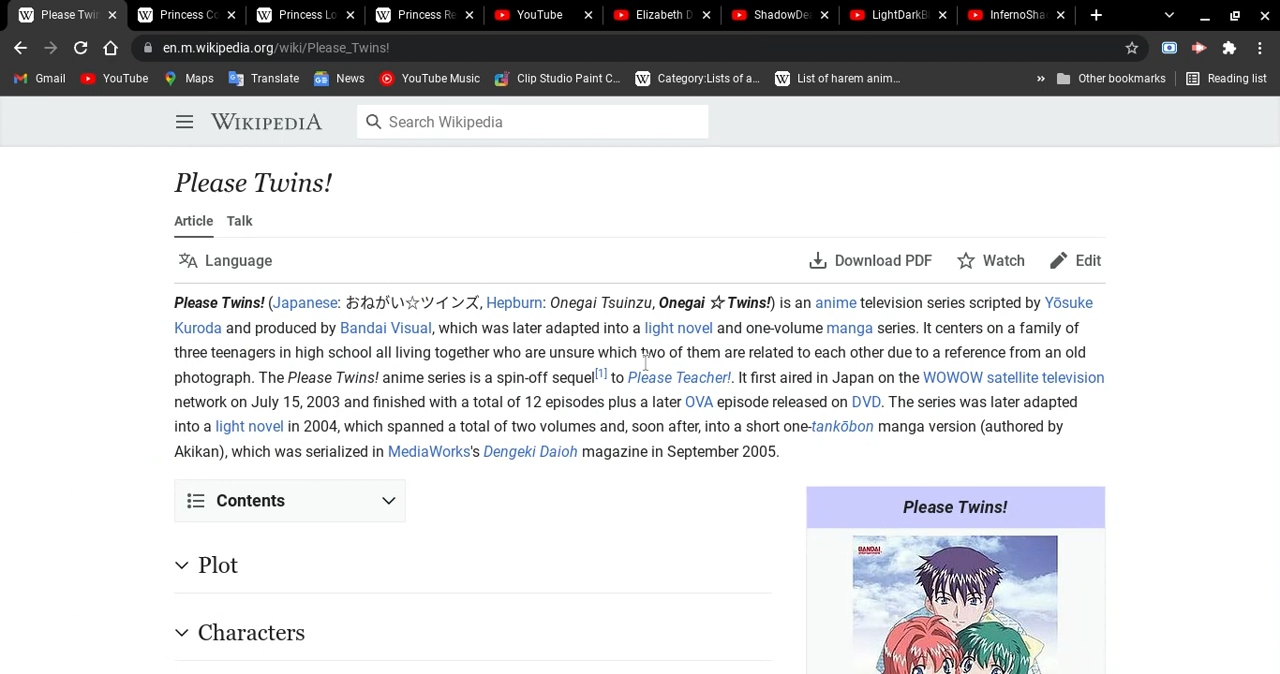 Please Twin
Princess Co
Princess Lo
Princess Re
YouTube
Elizabeth D
ShadowDea
LightDarkBl
InfernoSha
en.m.wikipedia.org/wiki/Please_Twins!
Gmail
YouTube
Maps
Translate
News
YouTube Music
Clip Studio Paint C...
Category:Lists of a...
List of harem anim...
»
Other bookmarks
Reading list
WIKIPEDIA
Search Wikipedia
Please Twins!
Article Talk
Language
Download PDF
Watch
Edit
Please Twins! (Japanese: おねがい☆ツインズ, Hepburn: Onegai Tsuinzu, Onegai ☆ Twins!) is an anime television series scripted by Yōsuke
Kuroda and produced by Bandai Visual, which was later adapted into a light novel and one-volume manga series. It centers on a family of
three teenagers in high school all living together who are unsure which two of them are related to each other due to a reference from an old
photograph. The Please Twins! anime series is a spin-off sequel[1] to Please Teacher!. It first aired in Japan on the WOWOW satellite television
network on July 15, 2003 and finished with a total of 12 episodes plus a later OVA episode released on DVD. The series was later adapted
into a light novel in 2004, which spanned a total of two volumes and, soon after, into a short one-tankōbon manga version (authored by
Akikan), which was serialized in MediaWorks's Dengeki Daioh magazine in September 2005.
Contents
Please Twins!
BANDAI
Plot
Characters